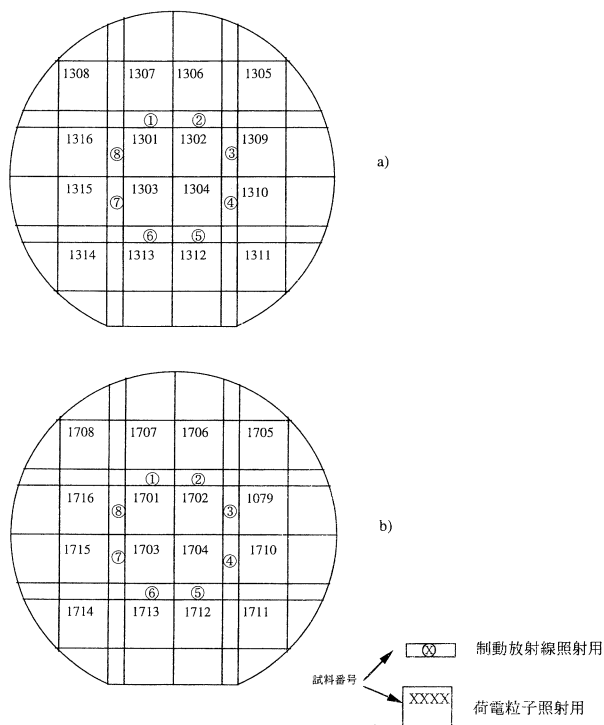 1308 1307 1306 1305
① ②
1316 1301 1302 1309
⑧ ③
a)
1315 1303 1304 1310
⑦ ④
⑥ ⑤
1314 1313 1312 1311
1708 1707 1706 1705
① ②
1716 1701 1702 1079
⑧ ③
b)
1715 1703 1704 1710
⑦ ④
⑥ ⑤
1714 1713 1712 1711
Ⓧ 制動放射線照射用
試料番号
XXXX 荷電粒子照射用